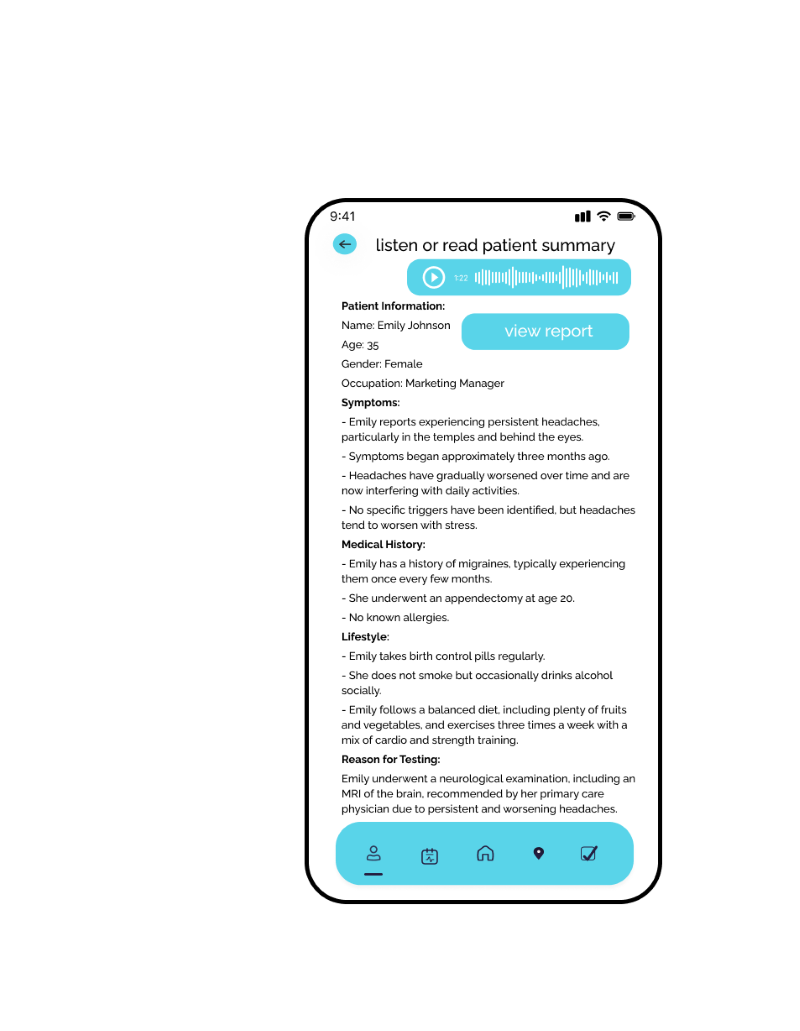 9:41
listen or read patient summary
1:22
Patient Information:
Name: Emily Johnson
view report
Age: 35
Gender: Female
Occupation: Marketing Manager
Symptoms:
- Emily reports experiencing persistent headaches,
particularly in the temples and behind the eyes.
- Symptoms began approximately three months ago.
- Headaches have gradually worsened over time and are
now interfering with daily activities.
- No specific triggers have been identified, but headaches
tend to worsen with stress.
Medical History:
- Emily has a history of migraines, typically experiencing
them once every few months.
- She underwent an appendectomy at age 20.
- No known allergies.
Lifestyle:
- Emily takes birth control pills regularly.
- She does not smoke but occasionally drinks alcohol
socially.
- Emily follows a balanced diet, including plenty of fruits
and vegetables, and exercises three times a week with a
mix of cardio and strength training.
Reason for Testing:
Emily underwent a neurological examination, including an
MRI of the brain, recommended by her primary care
physician due to persistent and worsening headaches.